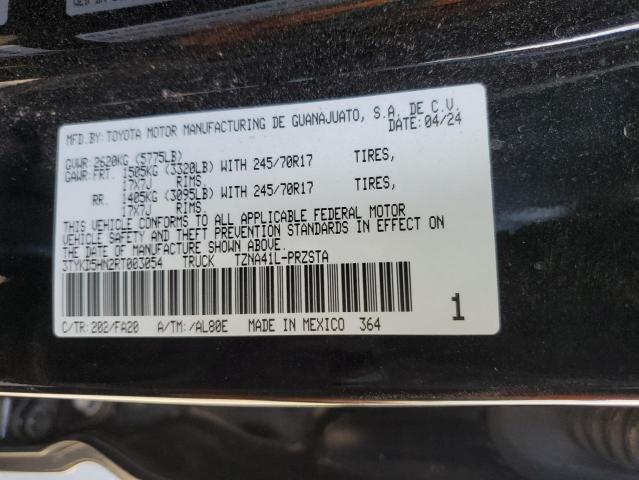 MFD.BY:TOYOTA MOTOR MANUFACTURING DE GUANAJUATO, S.A. DE C.V.
DATE:04/24
GVWR 2620KG (5775LB)
GAWR:FRT. 1505KG (3320LB) WITH 245/70R17 TIRES,
17X7J RIMS.
RR. 1405KG (3095LB) WITH 245/70R17 TIRES,
17X7J RIMS.
THIS VEHICLE CONFORMS TO ALL APPLICABLE FEDERAL MOTOR
VEHICLE SAFETY AND THEFT PREVENTION STANDARDS IN EFFECT ON
THE DATE OF MANUFACTURE SHOWN ABOVE.
3TYKD5HN2RT003054 TRUCK TZNA41L-PRZSTA
C/TR:202/FA20 A/TM:/AL80E MADE IN MEXICO 364
1